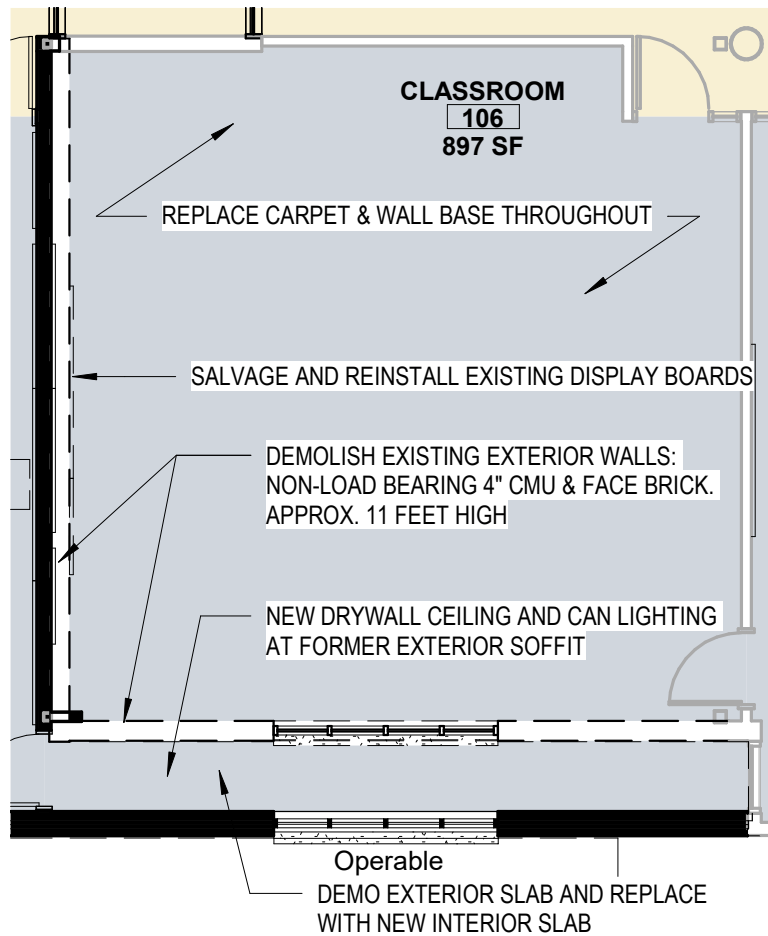 CLASSROOM
106
897 SF
REPLACE CARPET & WALL BASE THROUGHOUT
SALVAGE AND REINSTALL EXISTING DISPLAY BOARDS
DEMOLISH EXISTING EXTERIOR WALLS:
NON-LOAD BEARING 4" CMU & FACE BRICK.
APPROX. 11 FEET HIGH
NEW DRYWALL CEILING AND CAN LIGHTING
AT FORMER EXTERIOR SOFFIT
Operable
DEMO EXTERIOR SLAB AND REPLACE
WITH NEW INTERIOR SLAB